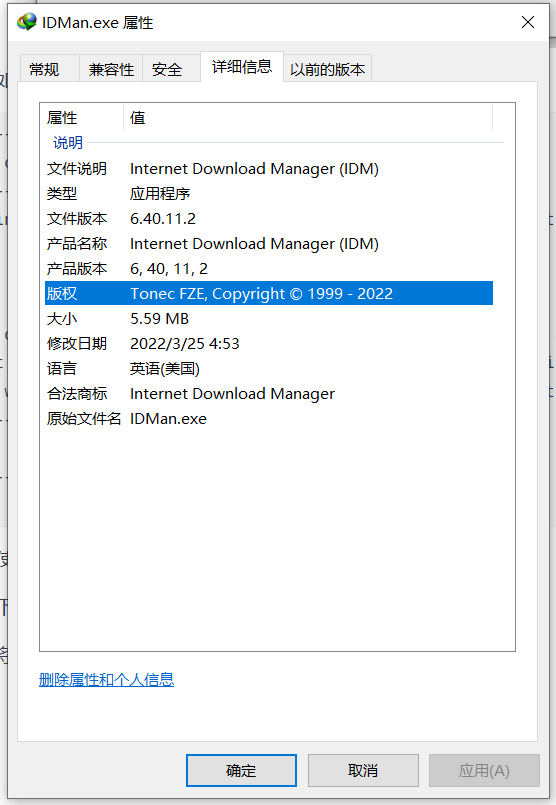 IDMan.exe 属性
常规 兼容性 安全 详细信息 以前的版本
属性 值
说明
文件说明 Internet Download Manager (IDM)
类型 应用程序
文件版本 6.40.11.2
产品名称 Internet Download Manager (IDM)
产品版本 6, 40, 11, 2
版权 Tonec FZE, Copyright © 1999 - 2022
大小 5.59 MB
修改日期 2022/3/25 4:53
语言 英语(美国)
合法商标 Internet Download Manager
原始文件名 IDMan.exe
删除属性和个人信息
确定 取消 应用(A)